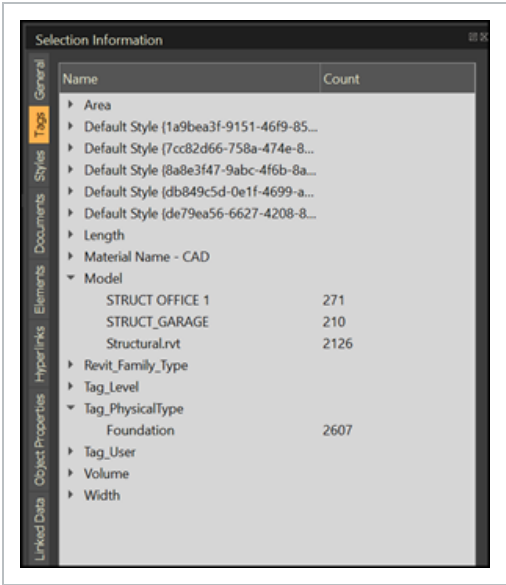 Selection Information
General
Tags
Styles
Documents
Elements
Hyperlinks
Object Properties
Linked Data
Name Count
Area
Default Style {1a9bea3f-9151-46f9-85...
Default Style {7cc82d66-758a-474e-8...
Default Style {8a8e3f47-9abc-4f6b-8a...
Default Style {db849c5d-0e1f-4699-a...
Default Style {de79ea56-6627-4208-8...
Length
Material Name - CAD
Model
STRUCT OFFICE 1 271
STRUCT_GARAGE 210
Structural.rvt 2126
Revit_Family_Type
Tag_Level
Tag_PhysicalType
Foundation 2607
Tag_User
Volume
Width